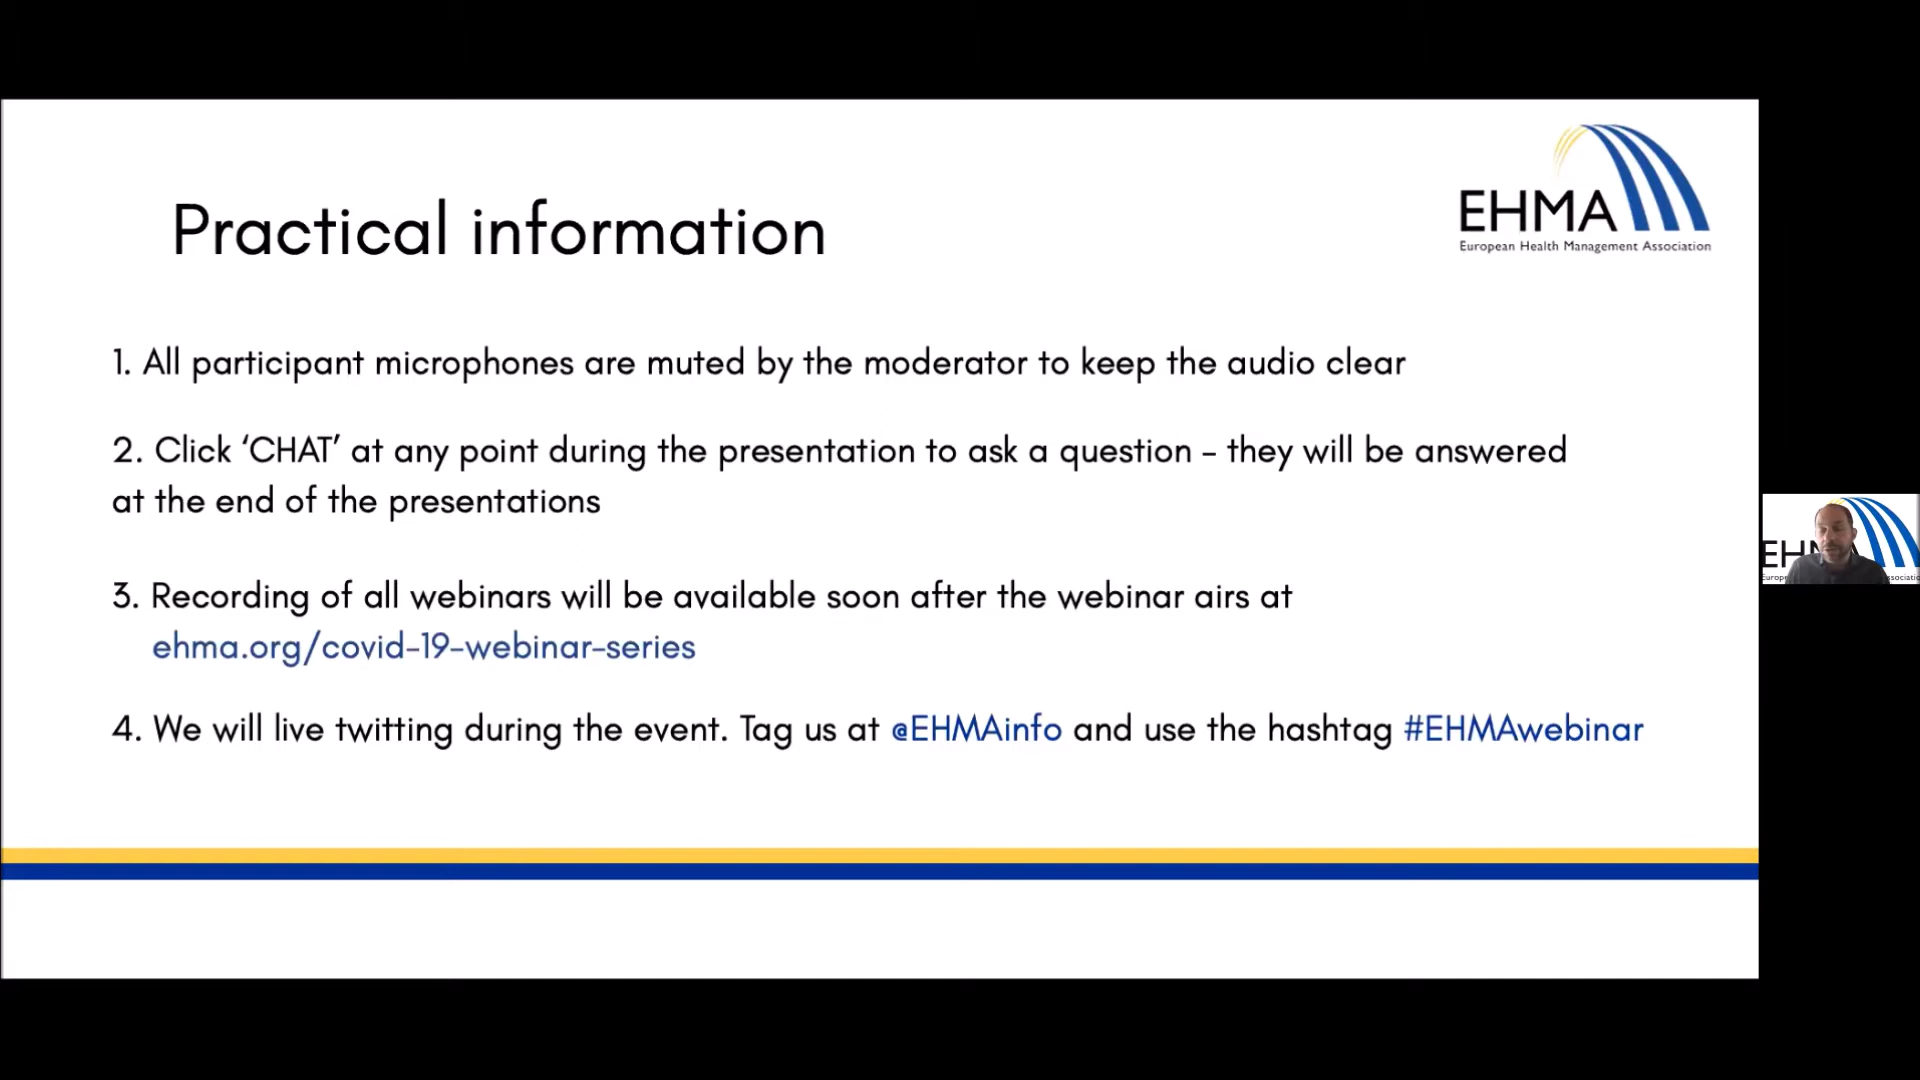 EHMA
European Health Management Association
Practical information
1. All participant microphones are muted by the moderator to keep the audio clear
2. Click ‘CHAT’ at any point during the presentation to ask a question – they will be answered
at the end of the presentations
3. Recording of all webinars will be available soon after the webinar airs at
ehma.org/covid-19-webinar-series
4. We will live twitting during the event. Tag us at @EHMAinfo and use the hashtag #EHMAwebinar